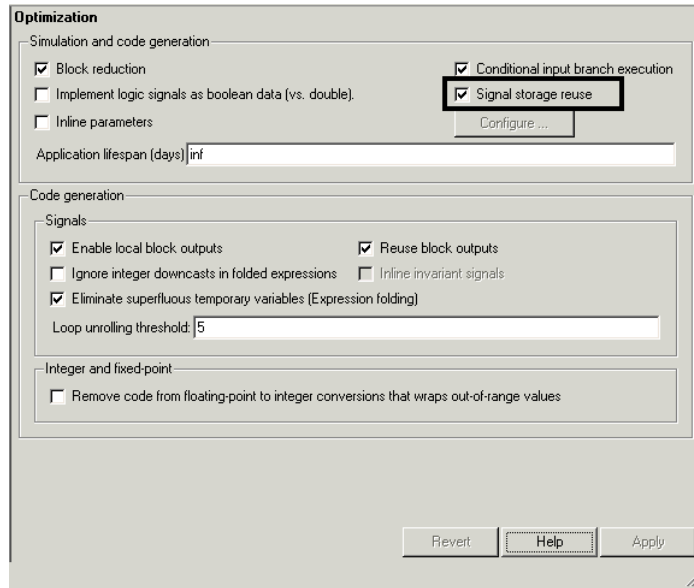 Optimization
Simulation and code generation
Block reduction
Conditional input branch execution
Implement logic signals as boolean data (vs. double).
Signal storage reuse
Inline parameters
Configure ...
Application lifespan (days) inf
Code generation
Signals
Enable local block outputs
Reuse block outputs
Ignore integer downcasts in folded expressions
Inline invariant signals
Eliminate superfluous temporary variables (Expression folding)
Loop unrolling threshold: 5
Integer and fixed-point
Remove code from floating-point to integer conversions that wraps out-of-range values
Revert
Help
Apply